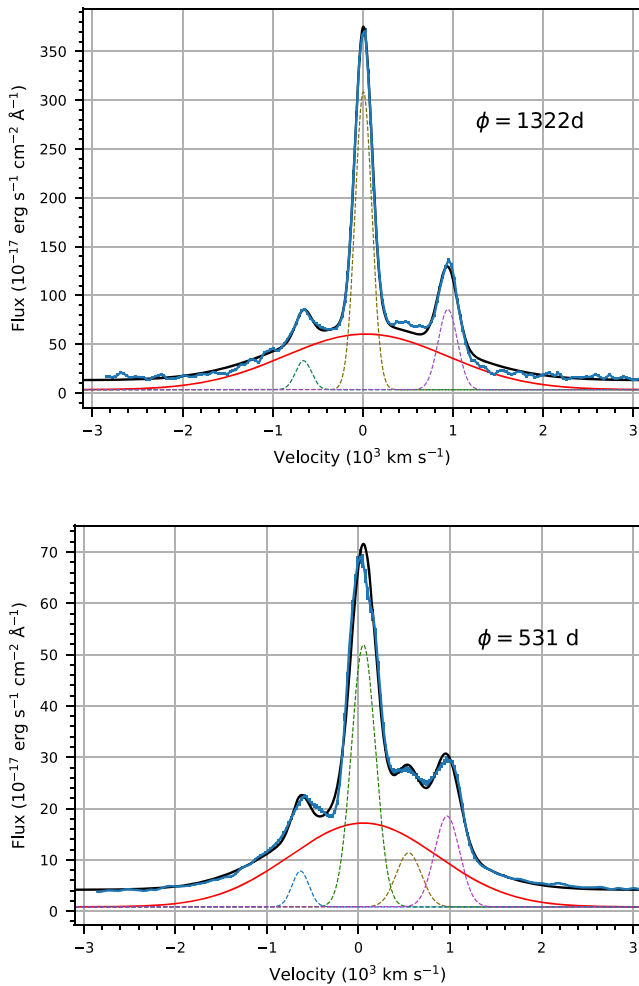 350
300
250
200
150
100
50
0
Flux (10⁻¹⁷ erg s⁻¹ cm⁻² Å⁻¹)
ϕ = 1322d
−3 −2 −1 0 1 2 3
Velocity (10³ km s⁻¹)
70
60
50
40
30
20
10
0
Flux (10⁻¹⁷ erg s⁻¹ cm⁻² Å⁻¹)
ϕ = 531 d
−3 −2 −1 0 1 2 3
Velocity (10³ km s⁻¹)